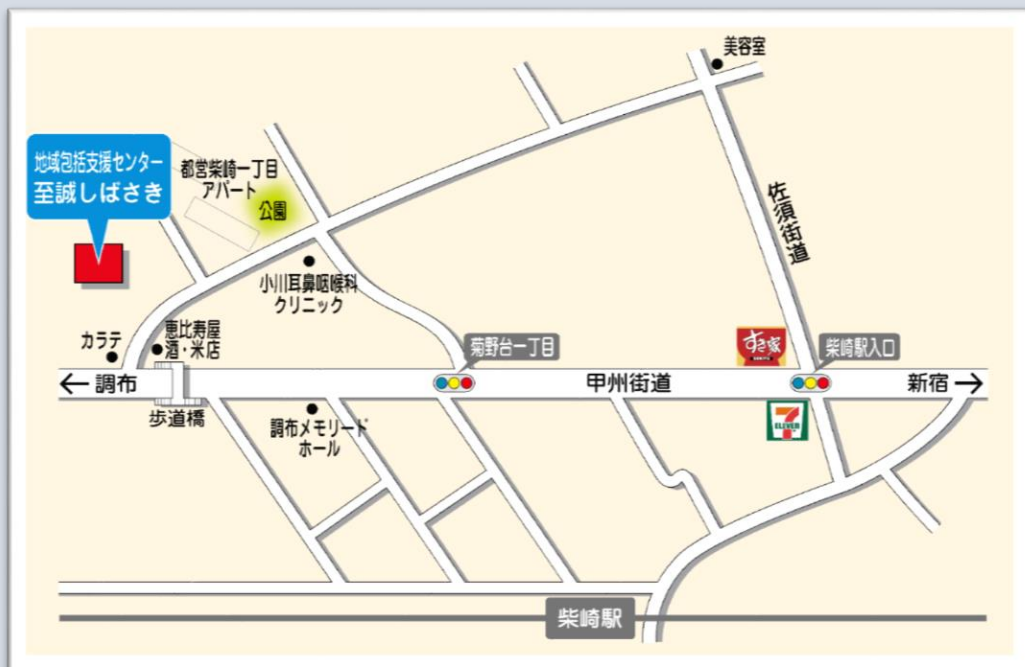 美容室
地域包括支援センター
至誠しばさき
都営柴崎一丁目
アパート
公園
佐須街道
小川耳鼻咽喉科
クリニック
カラテ
恵比寿屋
酒・米店
菊野台一丁目
すき家
柴崎駅入口
←調布
甲州街道
新宿→
歩道橋
調布メモリード
ホール
7
ELEVEN
柴崎駅